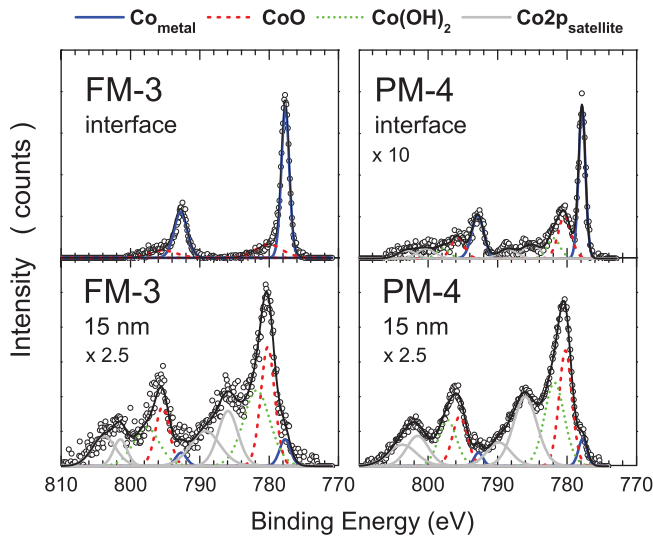 Co metal CoO Co(OH)2 Co2p satellite
FM-3
interface
PM-4
interface
x 10
FM-3
15 nm
x 2.5
PM-4
15 nm
x 2.5
Intensity ( counts)
810 800 790 780 770
800 790 780 770
Binding Energy (eV)